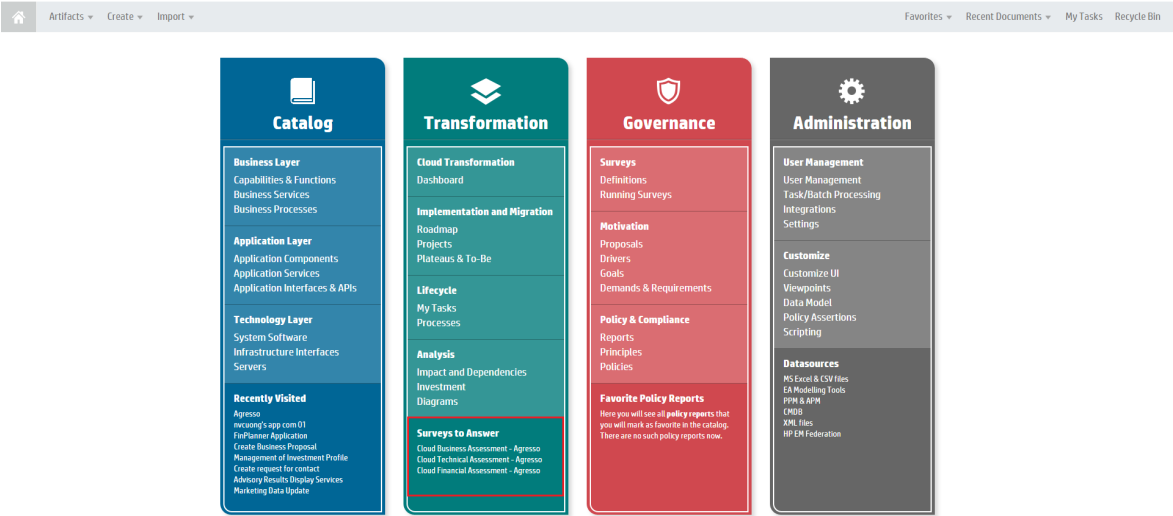 Artifacts Create Import Favorites Recent Documents My Tasks Recycle Bin
Catalog
Business Layer
Capabilities & Functions
Business Services
Business Processes
Application Layer
Application Components
Application Services
Application Interfaces & APIs
Technology Layer
System Software
Infrastructure Interfaces
Servers
Recently Visited
Agresso
nvcuong's app com 01
FinPlanner Application
Create Business Proposal
Management of Investment Profile
Create request for contact
Advisory Results Display Services
Marketing Data Update
Transformation
Cloud Transformation
Dashboard
Implementation and Migration
Roadmap
Projects
Plateaus & To-Be
Lifecycle
My Tasks
Processes
Analysis
Impact and Dependencies
Investment
Diagrams
Surveys to Answer
Cloud Business Assessment - Agresso
Cloud Technical Assessment - Agresso
Cloud Financial Assessment - Agresso
Governance
Surveys
Definitions
Running Surveys
Motivation
Proposals
Drivers
Goals
Demands & Requirements
Policy & Compliance
Reports
Principles
Policies
Favorite Policy Reports
Here you will see all policy reports that
you will mark as favorite in the catalog.
There are no such policy reports now.
Administration
User Management
User Management
Task/Batch Processing
Integrations
Settings
Customize
Customize UI
Viewpoints
Data Model
Policy Assertions
Scripting
Datasources
MS Excel & CSV files
EA Modelling Tools
PPM & APM
CMDB
XML files
HP EM Federation